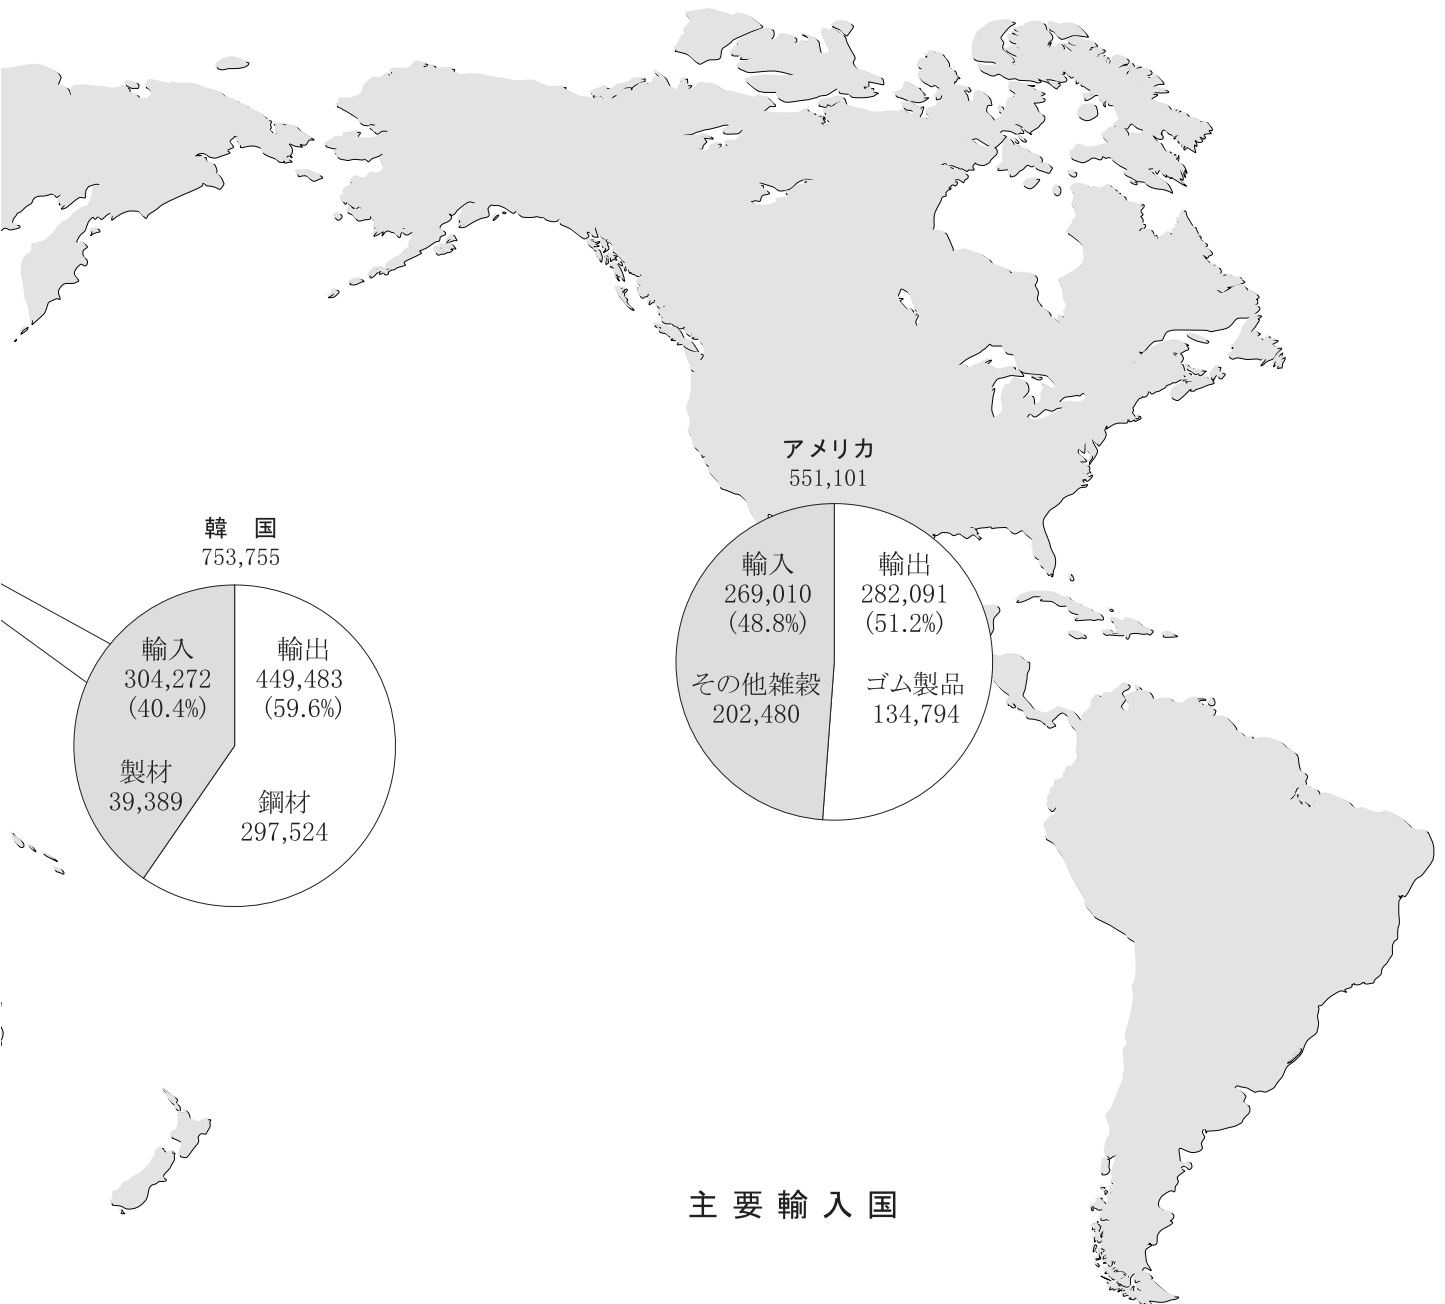 アメリカ
551,101
輸入
269,010
(48.8%)
その他雑穀
202,480
輸出
282,091
(51.2%)
ゴム製品
134,794
韓　国
753,755
輸入
304,272
(40.4%)
製材
39,389
輸出
449,483
(59.6%)
鋼材
297,524
主要輸入国